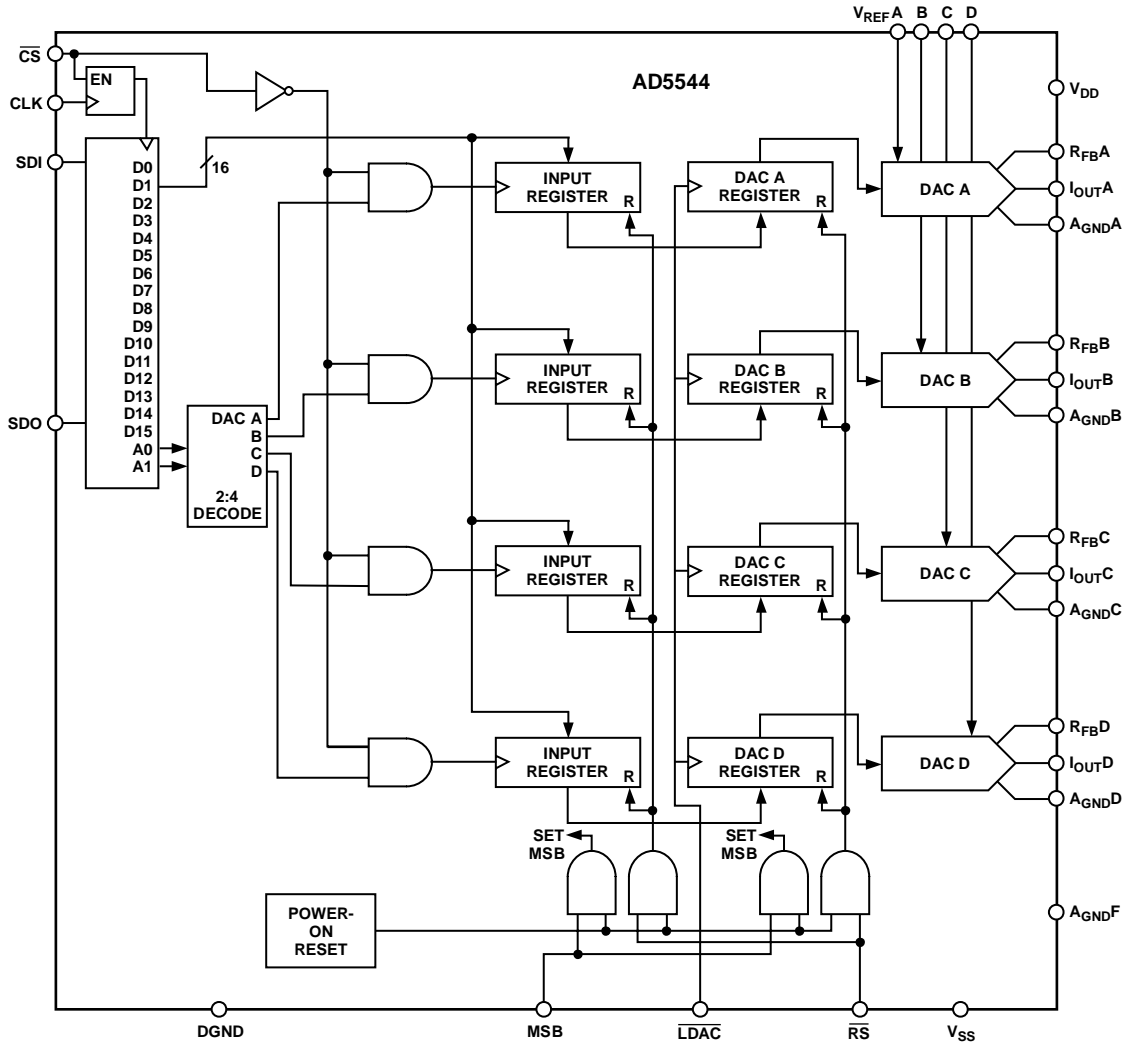 VREFA B C D
CS
EN
CLK
AD5544
VDD
SDI
D0
D1
D2
D3
D4
D5
D6
D7
D8
D9
D10
D11
D12
D13
D14
D15
A0
A1
16
SDO
DAC A
B
C
D
2:4
DECODE
INPUT
REGISTER
R
DAC A
REGISTER
R
DAC A
RFBA
IOUTA
AGNDA
INPUT
REGISTER
R
DAC B
REGISTER
R
DAC B
RFBB
IOUTB
AGNDB
INPUT
REGISTER
R
DAC C
REGISTER
R
DAC C
RFBC
IOUTC
AGNDC
INPUT
REGISTER
R
DAC D
REGISTER
R
DAC D
RFBD
IOUTD
AGNDD
SET
MSB
SET
MSB
POWER-
ON
RESET
AGNDF
DGND
MSB
LDAC
RS
VSS